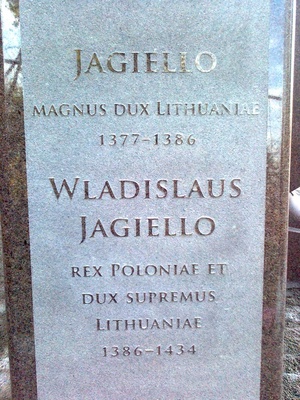 JAGIELLO
MAGNUS DUX LITHUANIAE
1377–1386
WLADISLAUS
JAGIELLO
REX POLONIAE ET
DUX SUPREMUS
LITHUANIAE
1386–1434